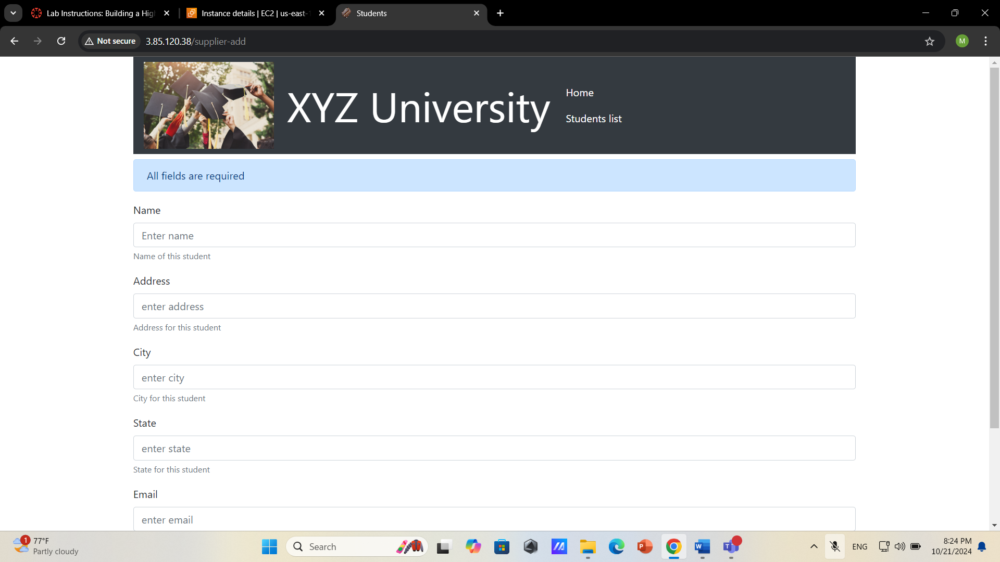 Lab Instructions: Building a Hig
Instance details | EC2 | us-east-1
Students
Not secure
3.85.120.38/supplier-add
M
XYZ University
Home
Students list
All fields are required
Name
Enter name
Name of this student
Address
enter address
Address for this student
City
enter city
City for this student
State
enter state
State for this student
Email
enter email
1
77°F
Partly cloudy
Search
ENG
8:24 PM
10/21/2024